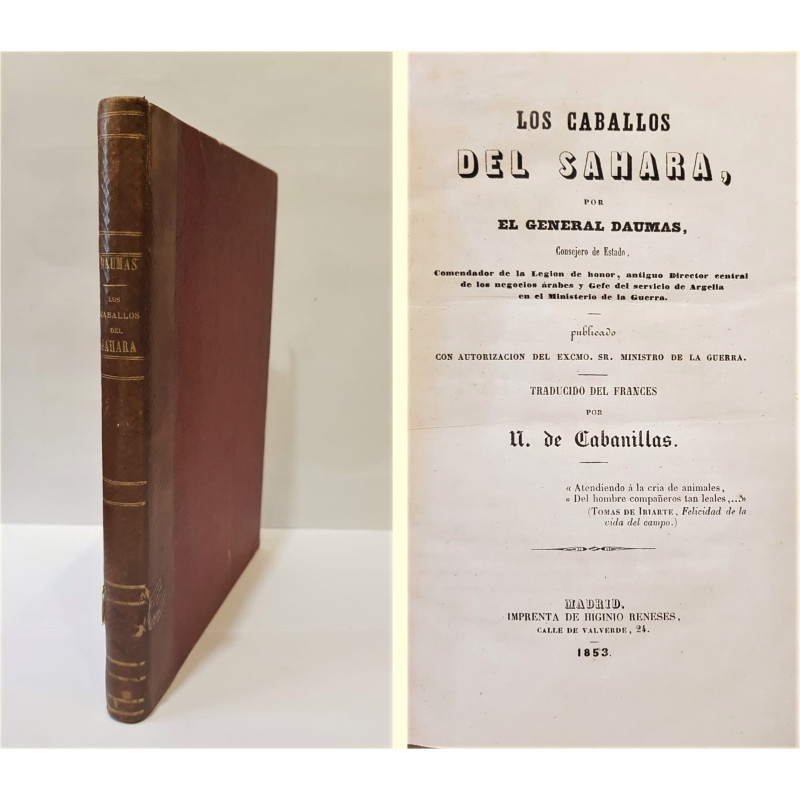 DAUMAS
LOS
CABALLOS
DEL
SAHARA
LOS CABALLOS
DEL SAHARA,
POR
EL GENERAL DAUMAS,
Consejero de Estado,
Comendador de la Legion de honor, antiguo Director central
de los negocios árabes y Gefe del servicio de Argelia
en el Ministerio de la Guerra.
publicado
CON AUTORIZACION DEL EXCMO. SR. MINISTRO DE LA GUERRA.
TRADUCIDO DEL FRANCES
POR
N. de Cabanillas.
« Atendiendo á la cria de animales,
« Del hombre compañeros tan leales,...»
(TOMAS DE IRIARTE, Felicidad de la
vida del campo.)
MADRID.
IMPRENTA DE HIGINIO RENESES,
CALLE DE VALVERDE, 24.
1853.